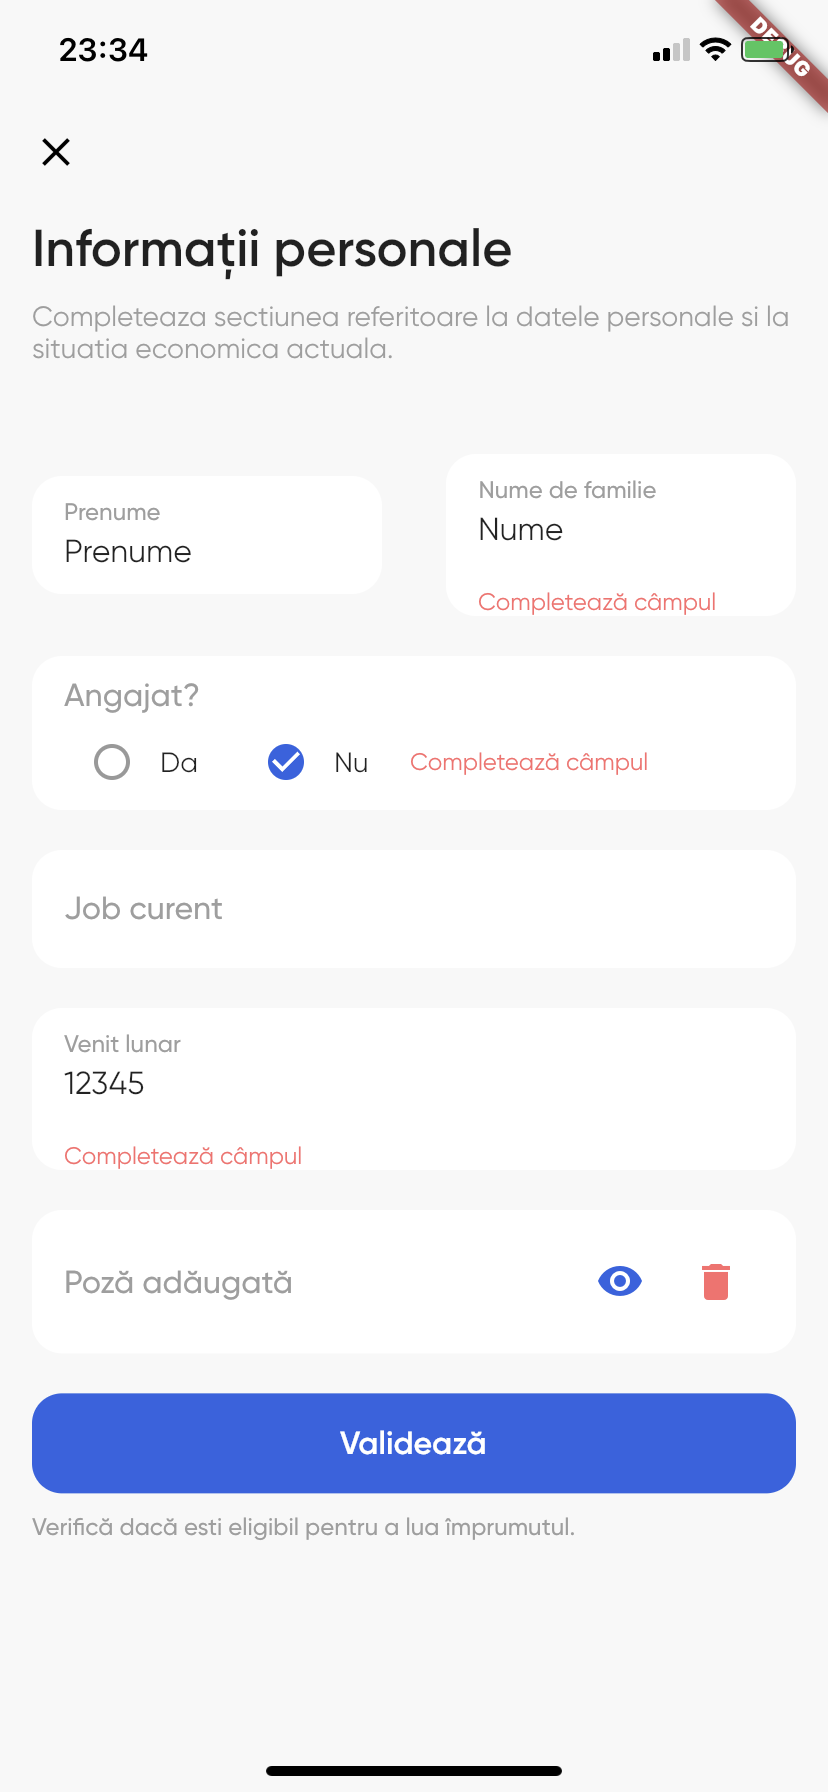 23:34
DEBUG
Informații personale
Completeaza sectiunea referitoare la datele personale si la
situatia economica actuala.
Prenume
Prenume
Nume de familie
Nume
Completează câmpul
Angajat?
Da
Nu
Completează câmpul
Job curent
Venit lunar
12345
Completează câmpul
Poză adăugată
Validează
Verifică dacă esti eligibil pentru a lua împrumutul.